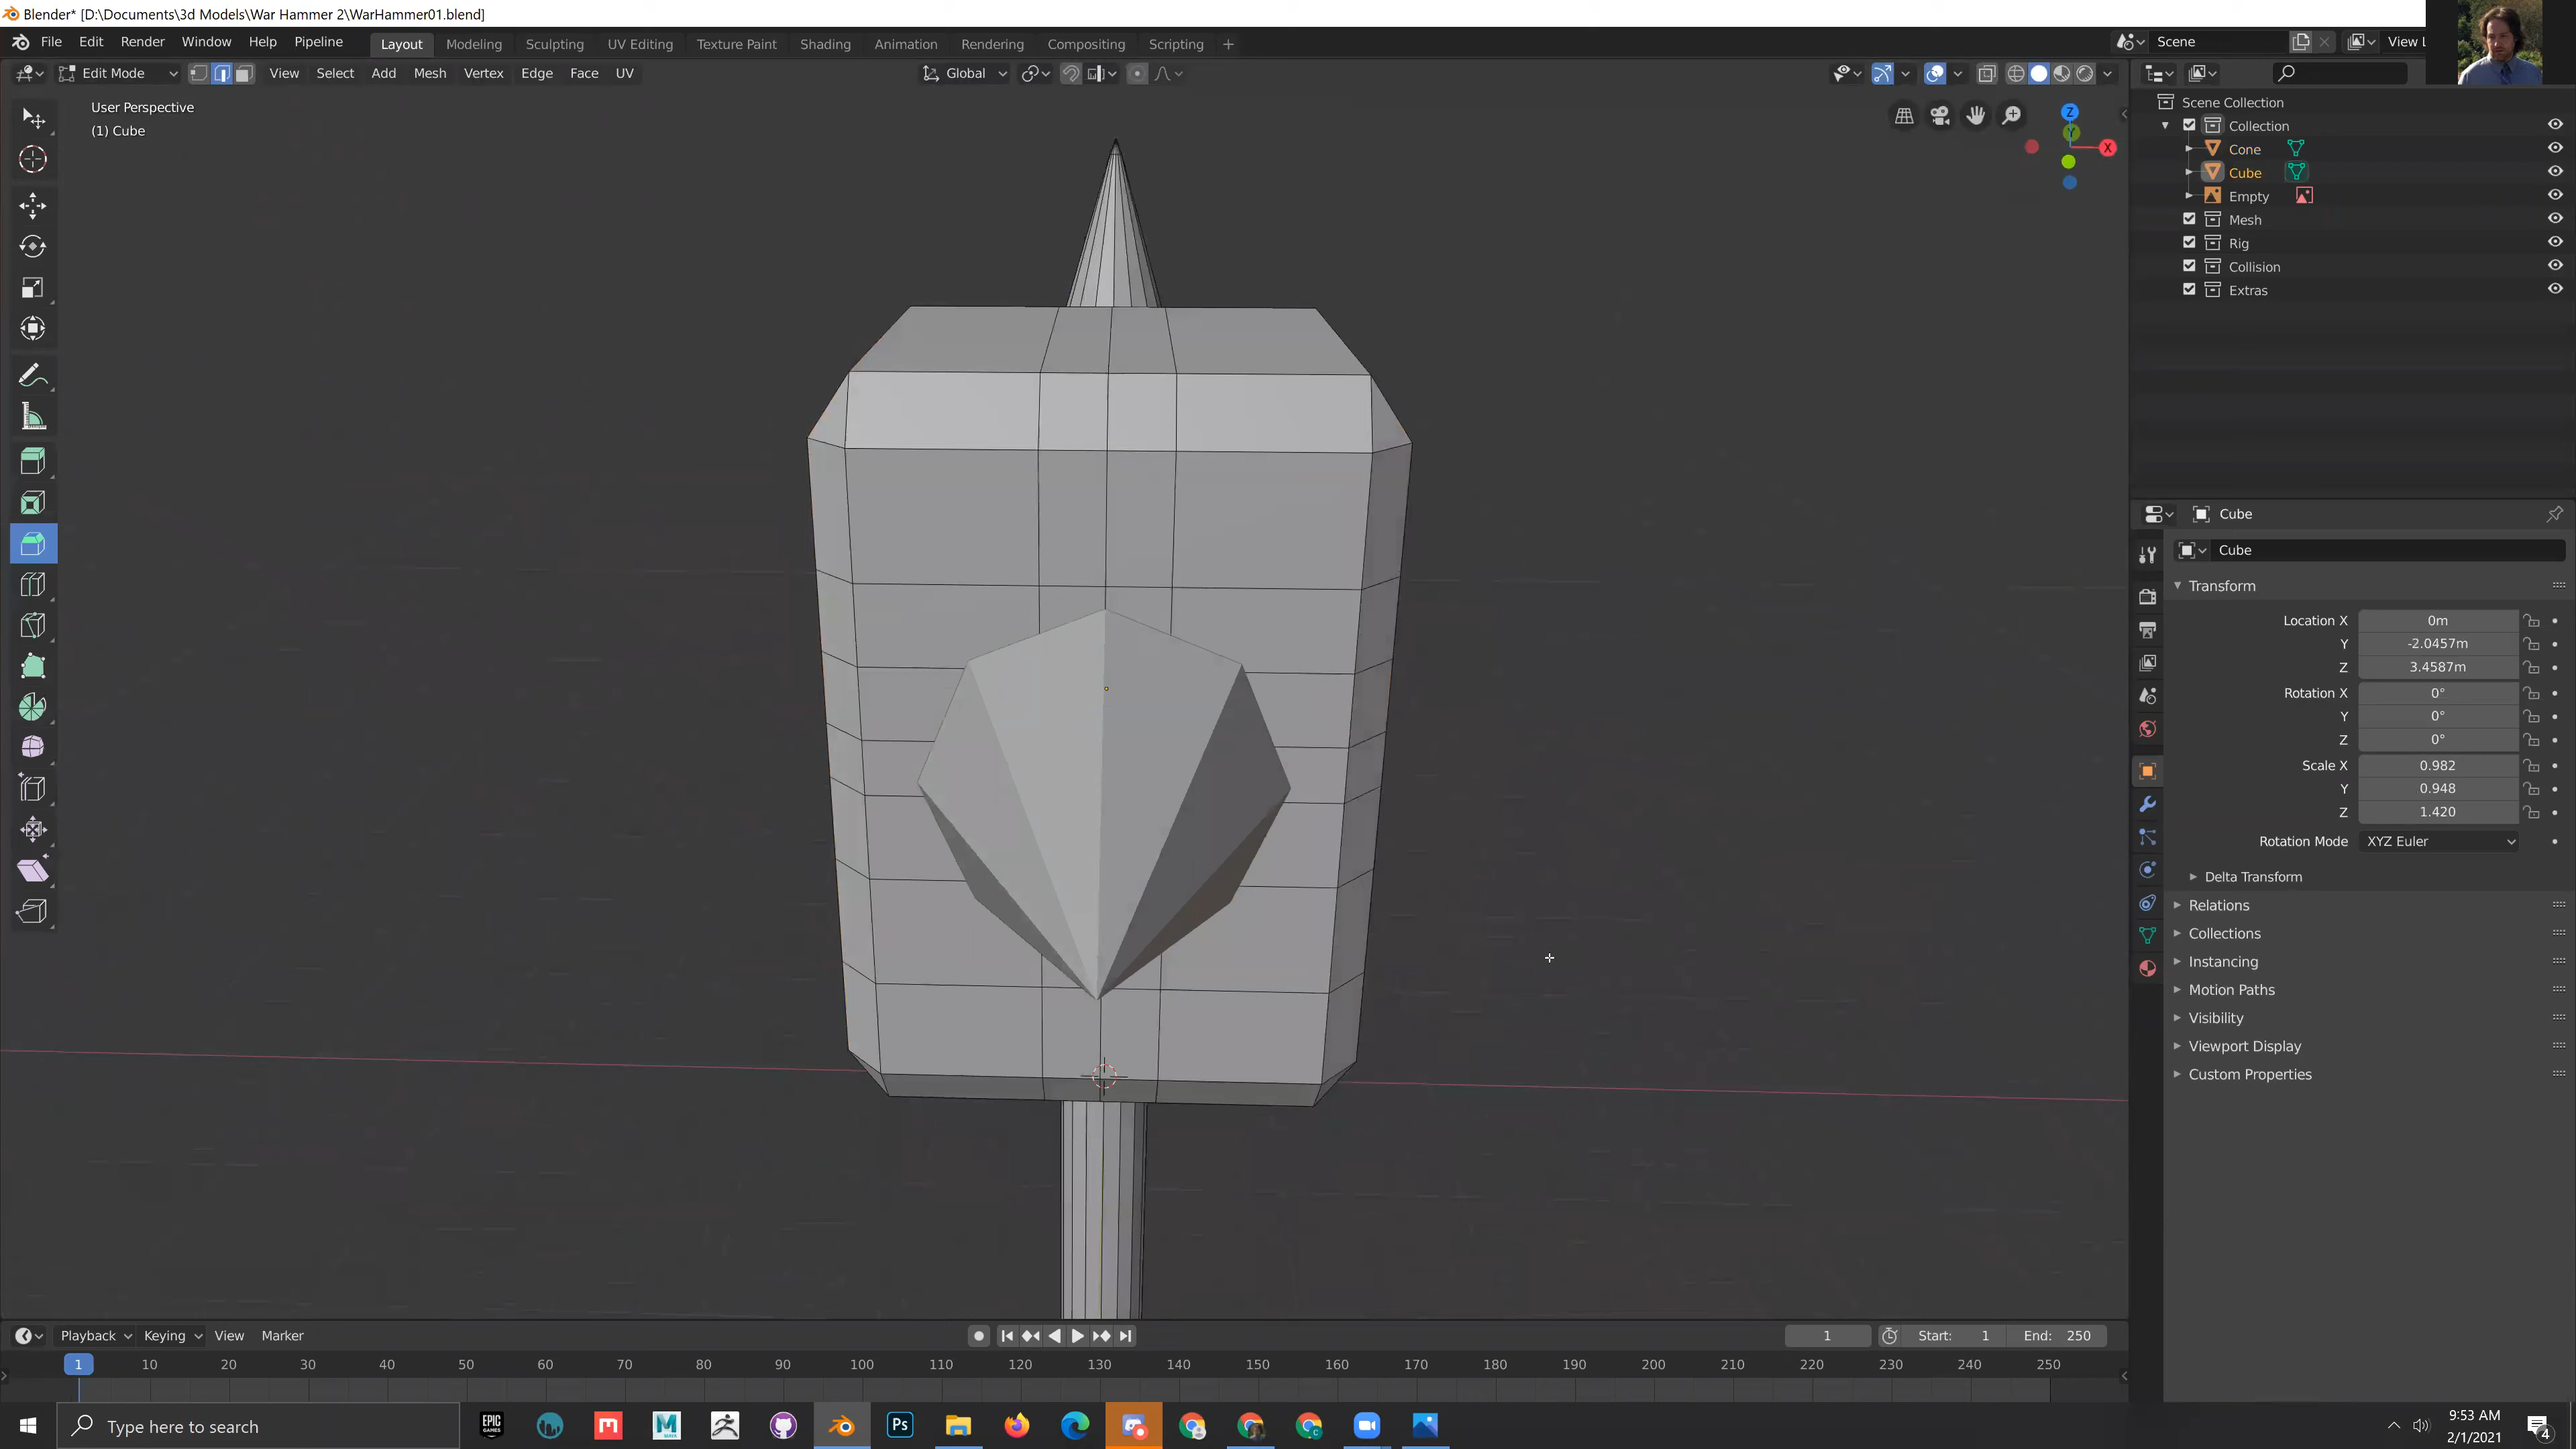 Blender* [D:\Documents\3d Models\War Hammer 2\WarHammer01.blend]
File Edit Render Window Help Pipeline Layout Modeling Sculpting UV Editing Texture Paint Shading Animation Rendering Compositing Scripting + Scene View L
Edit Mode View Select Add Mesh Vertex Edge Face UV Global
User Perspective
(1) Cube
Z
Y
X
Scene Collection
Collection
Cone
Cube
Empty
Mesh
Rig
Collision
Extras
Cube
Cube
Transform
Location X 0m
Y -2.0457m
Z 3.4587m
Rotation X 0°
Y 0°
Z 0°
Scale X 0.982
Y 0.948
Z 1.420
Rotation Mode XYZ Euler
Delta Transform
Relations
Collections
Instancing
Motion Paths
Visibility
Viewport Display
Custom Properties
Playback Keying View Marker 1 Start: 1 End: 250
1 10 20 30 40 50 60 70 80 90 100 110 120 130 140 150 160 170 180 190 200 210 220 230 240 250
Type here to search
EPIC GAMES
M
MAYA
Ps
C
9:53 AM
2/1/2021
4